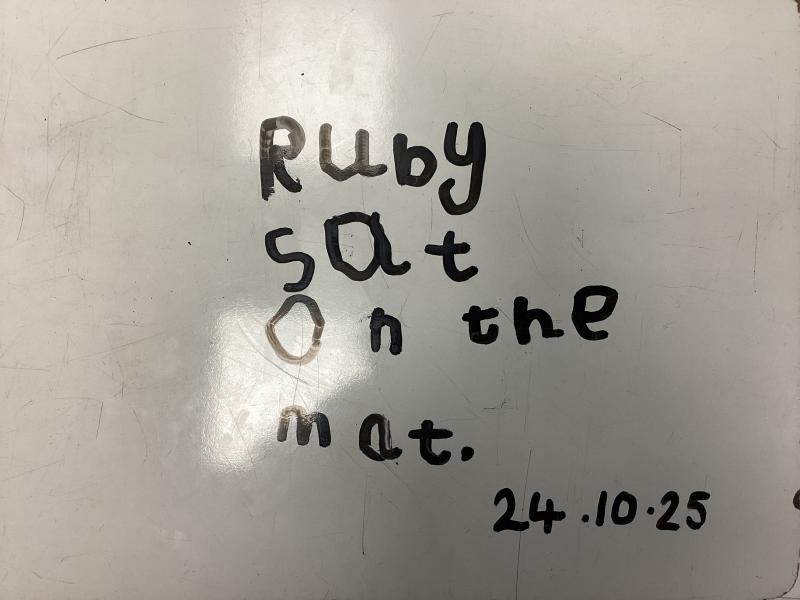 Ruby
sat
on the
mat.
24.10.25